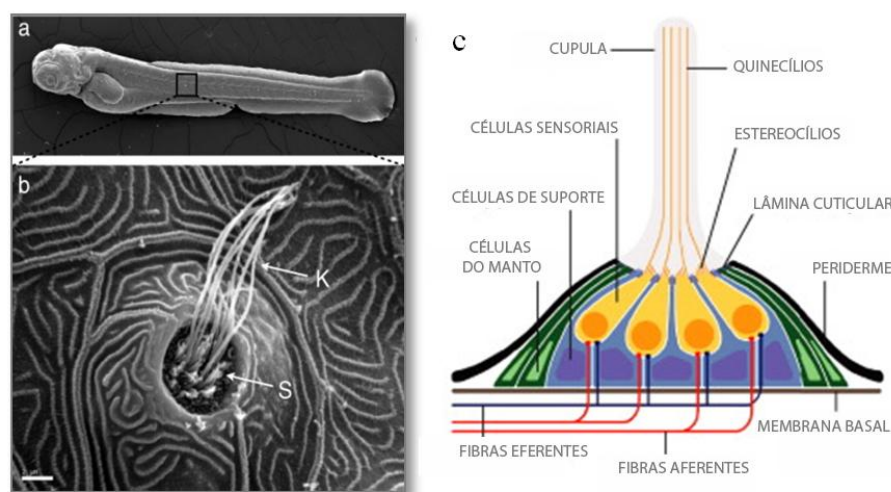 a
b
K
S
c
CUPULA
QUINECÍLIOS
CÉLULAS SENSORIAIS
ESTEREOCÍLIOS
CÉLULAS DE SUPORTE
LÂMINA CUTICULAR
CÉLULAS
DO MANTO
PERIDERME
MEMBRANA BASAL
FIBRAS EFERENTES
FIBRAS AFERENTES